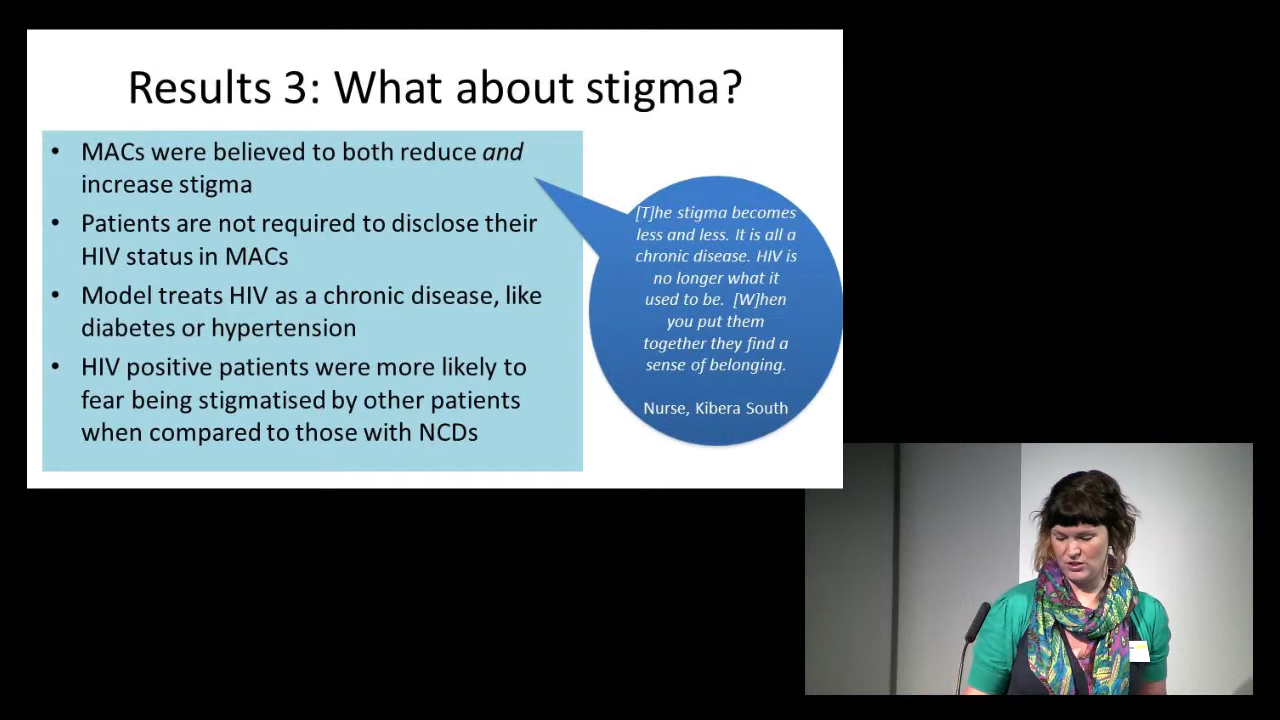 Results 3: What about stigma?
• MACs were believed to both reduce and
increase stigma
• Patients are not required to disclose their
HIV status in MACs
• Model treats HIV as a chronic disease, like
diabetes or hypertension
• HIV positive patients were more likely to
fear being stigmatised by other patients
when compared to those with NCDs
[T]he stigma becomes
less and less. It is all a
chronic disease. HIV is
no longer what it
used to be. [W]hen
you put them
together they find a
sense of belonging.
Nurse, Kibera South